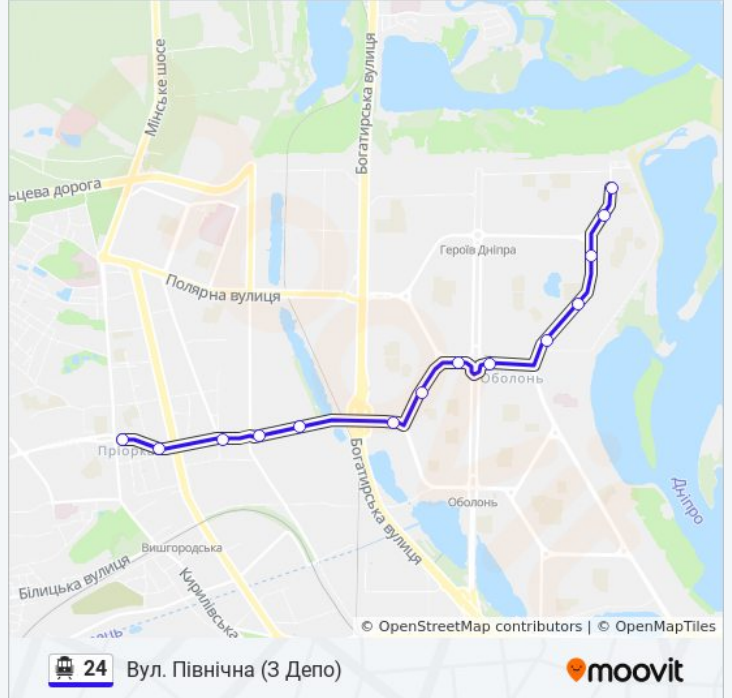 Мінське шосе
Богатирська вулиця
ьцева дорога
Героїв Дніпра
Полярна вулиця
Оболонь
Пріорка
Богатирська вулиця
Дніпро
Оболонь
Вишгородська
Білицька вулиця
Кирилівська
© OpenStreetMap contributors | © OpenMapTiles
24 Вул. Північна (З Депо)
moovit